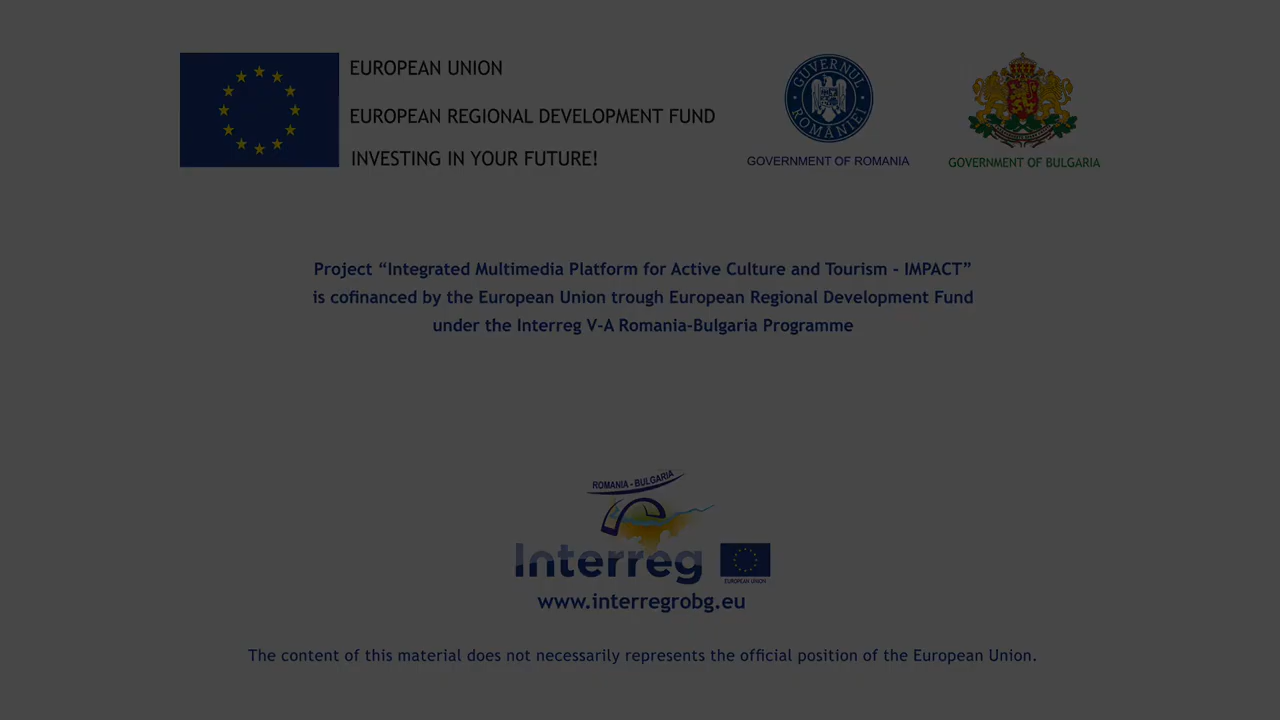 EUROPEAN UNION
EUROPEAN REGIONAL DEVELOPMENT FUND
INVESTING IN YOUR FUTURE!
GUVERNUL
ROMÂNIEI
GOVERNMENT OF ROMANIA
GOVERNMENT OF BULGARIA
Project “Integrated Multimedia Platform for Active Culture and Tourism - IMPACT”
is cofinanced by the European Union trough European Regional Development Fund
under the Interreg V-A Romania-Bulgaria Programme
ROMANIA - BULGARIA
Interreg
EUROPEAN UNION
www.interregrobg.eu
The content of this material does not necessarily represents the official position of the European Union.